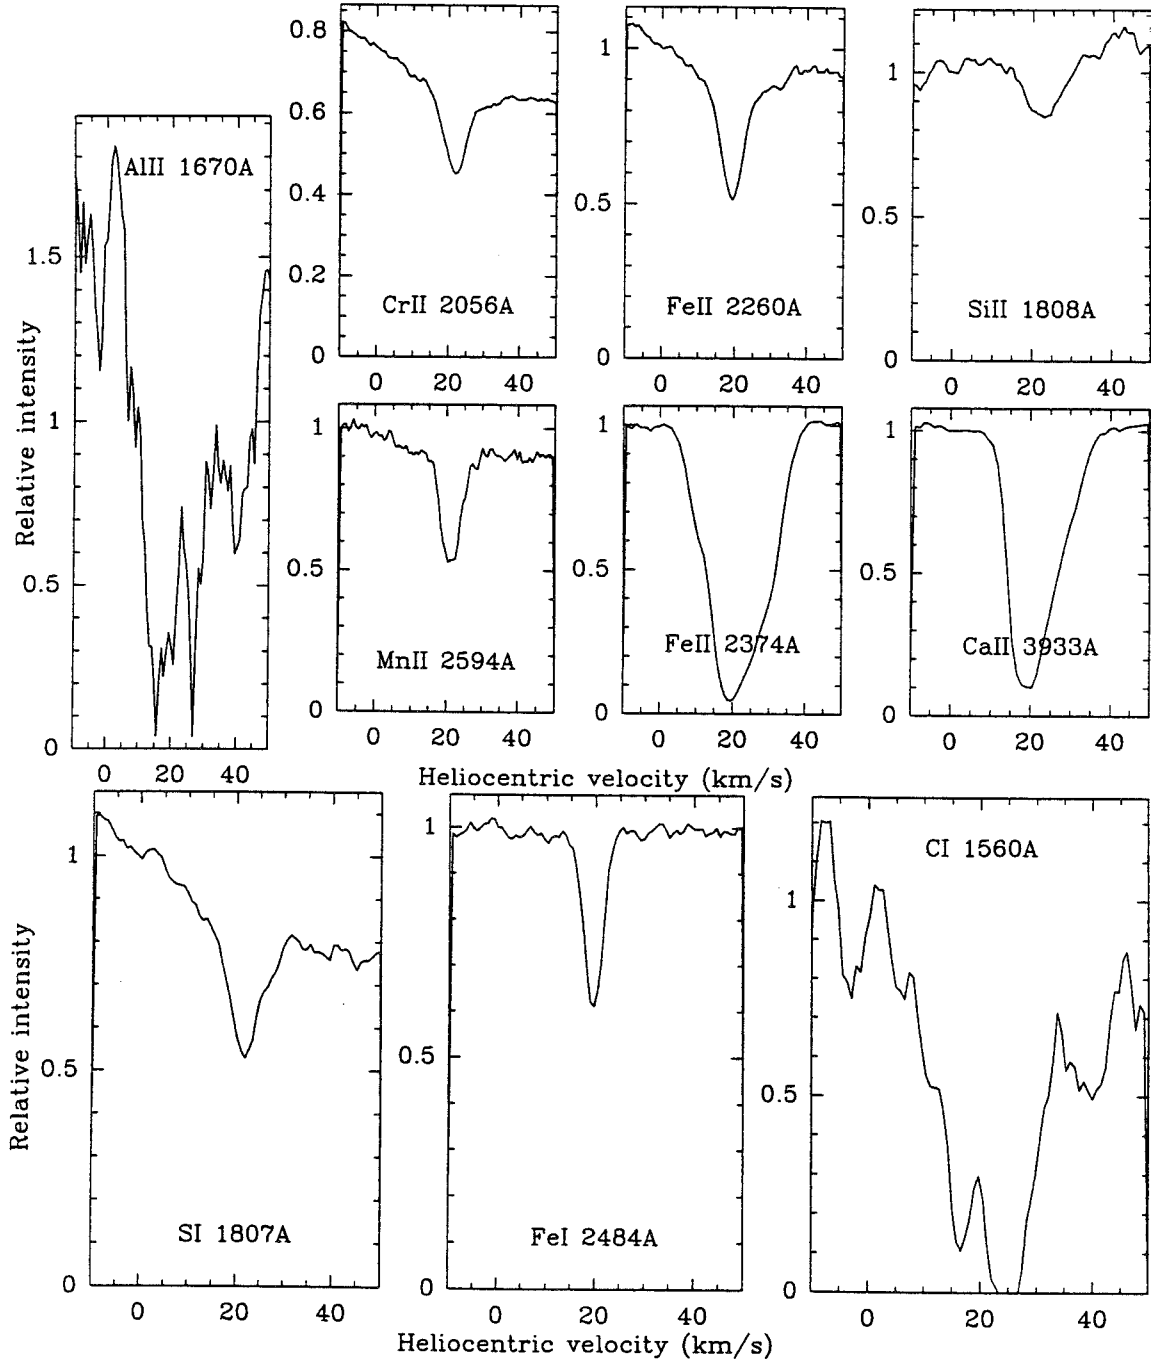 0.8
0.6
0.4
0.2
0
CrII 2056A
0 20 40
1
0.5
0
FeII 2260A
0 20 40
1
0.5
0
SiII 1808A
0 20 40
Relative intensity
1.5
1
0.5
0
AlII 1670A
0 20 40
1
0.5
0
MnII 2594A
0 20 40
1
0.5
0
FeII 2374A
0 20 40
1
0.5
0
CaII 3933A
0 20 40
Heliocentric velocity (km/s)
Relative intensity
1
0.5
0
SI 1807A
0 20 40
1
0.5
0
FeI 2484A
0 20 40
1
0.5
0
CI 1560A
0 20 40
Heliocentric velocity (km/s)